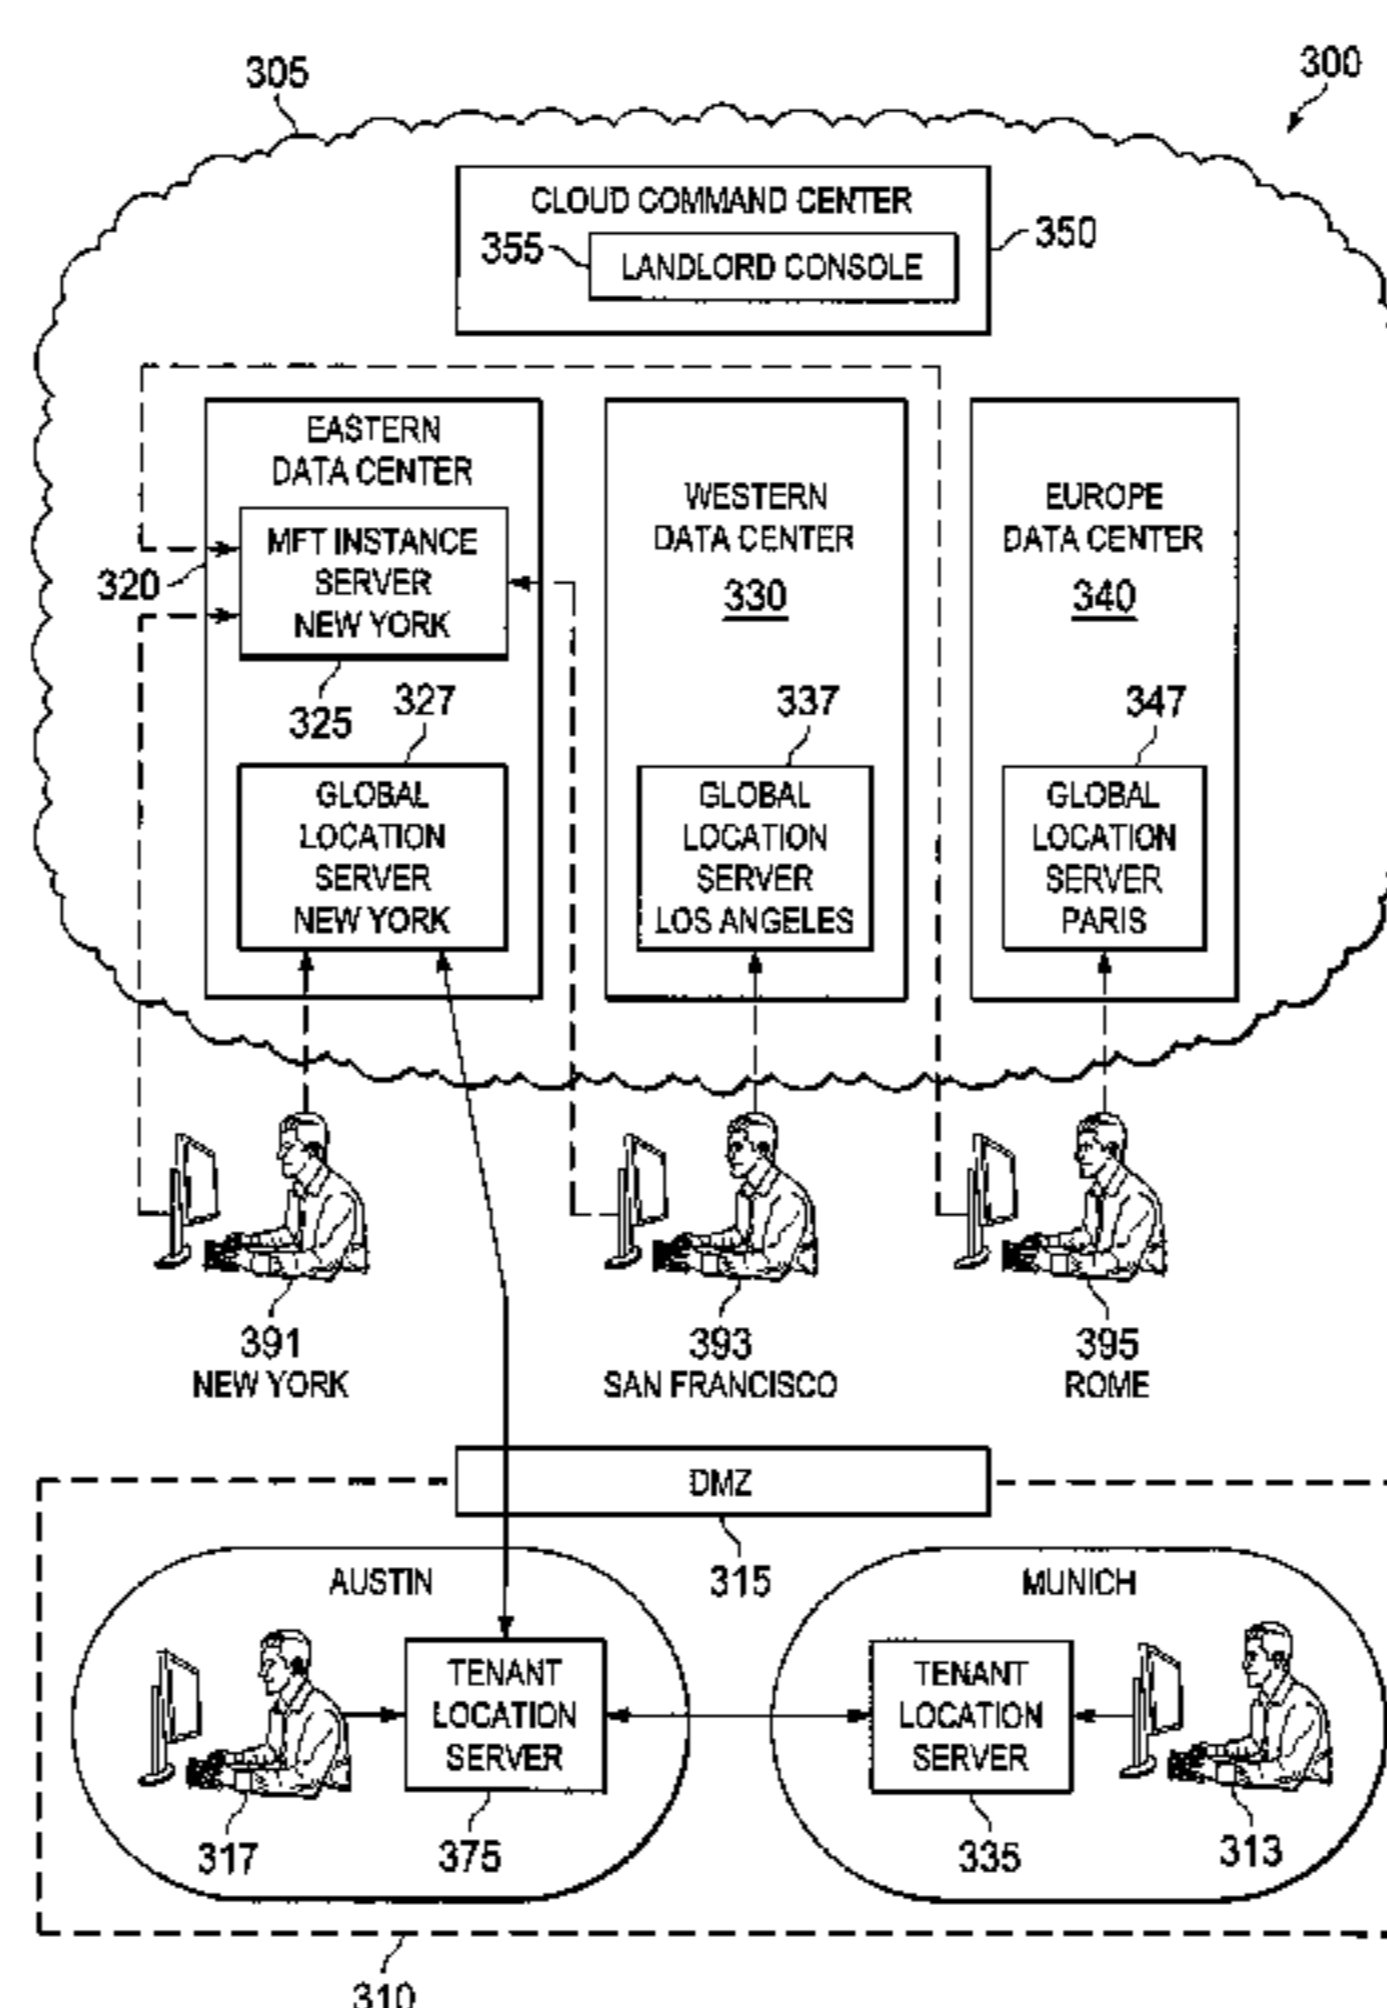 305
300
CLOUD COMMAND CENTER
355
LANDLORD CONSOLE
350
EASTERN
DATA CENTER
MFT INSTANCE
SERVER
NEW YORK
320
325
327
GLOBAL
LOCATION
SERVER
NEW YORK
WESTERN
DATA CENTER
330
337
GLOBAL
LOCATION
SERVER
LOS ANGELES
EUROPE
DATA CENTER
340
347
GLOBAL
LOCATION
SERVER
PARIS
391
NEW YORK
393
SAN FRANCISCO
395
ROME
DMZ
315
AUSTIN
TENANT
LOCATION
SERVER
317
375
MUNICH
TENANT
LOCATION
SERVER
335
313
310